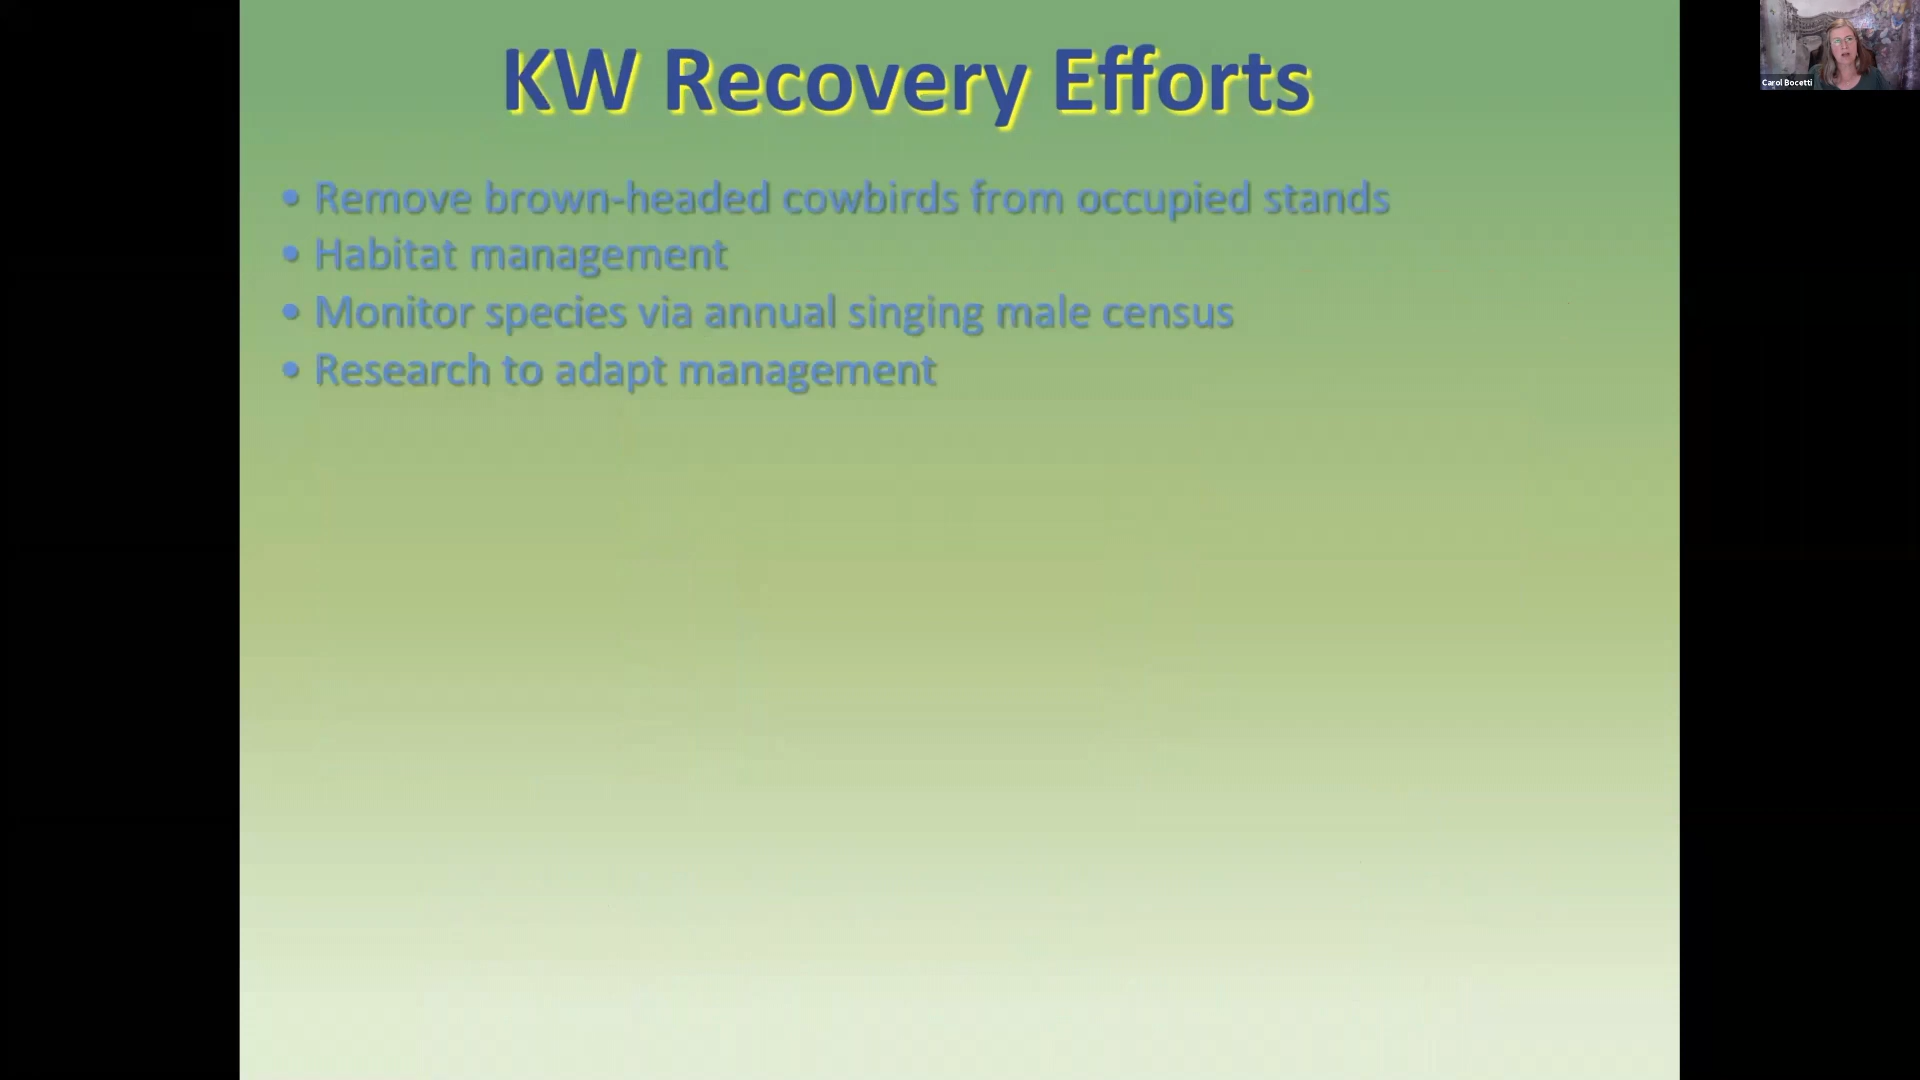 KW Recovery Efforts
• Remove brown-headed cowbirds from occupied stands
• Habitat management
• Monitor species via annual singing male census
• Research to adapt management
Carol Bocetti